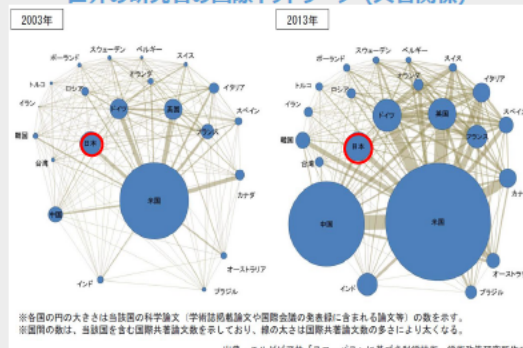 2003年
2013年
スウェーデン
ベルギー
ポーランド
スイス
オランダ
トルコ
ロシア
イタリア
イラン
ドイツ
英国
スペイン
韓国
日本
フランス
台湾
米国
カナダ
中国
オーストラリア
インド
ブラジル
スウェーデン
ベルギー
ポーランド
スイス
オランダ
トルコ
ロシア
イタリア
イラン
ドイツ
英国
スペイン
韓国
日本
フランス
台湾
中国
米国
インド
ブラジル
※各国の円の大きさは当該国の科学論文（学術誌掲載論文や国際会議の発表録に含まれる論文等）の数を示す。
※国間の数は、当該国を含む国際共著論文数を示しており、線の太さは国際共著論文数の多さにより太くなる。